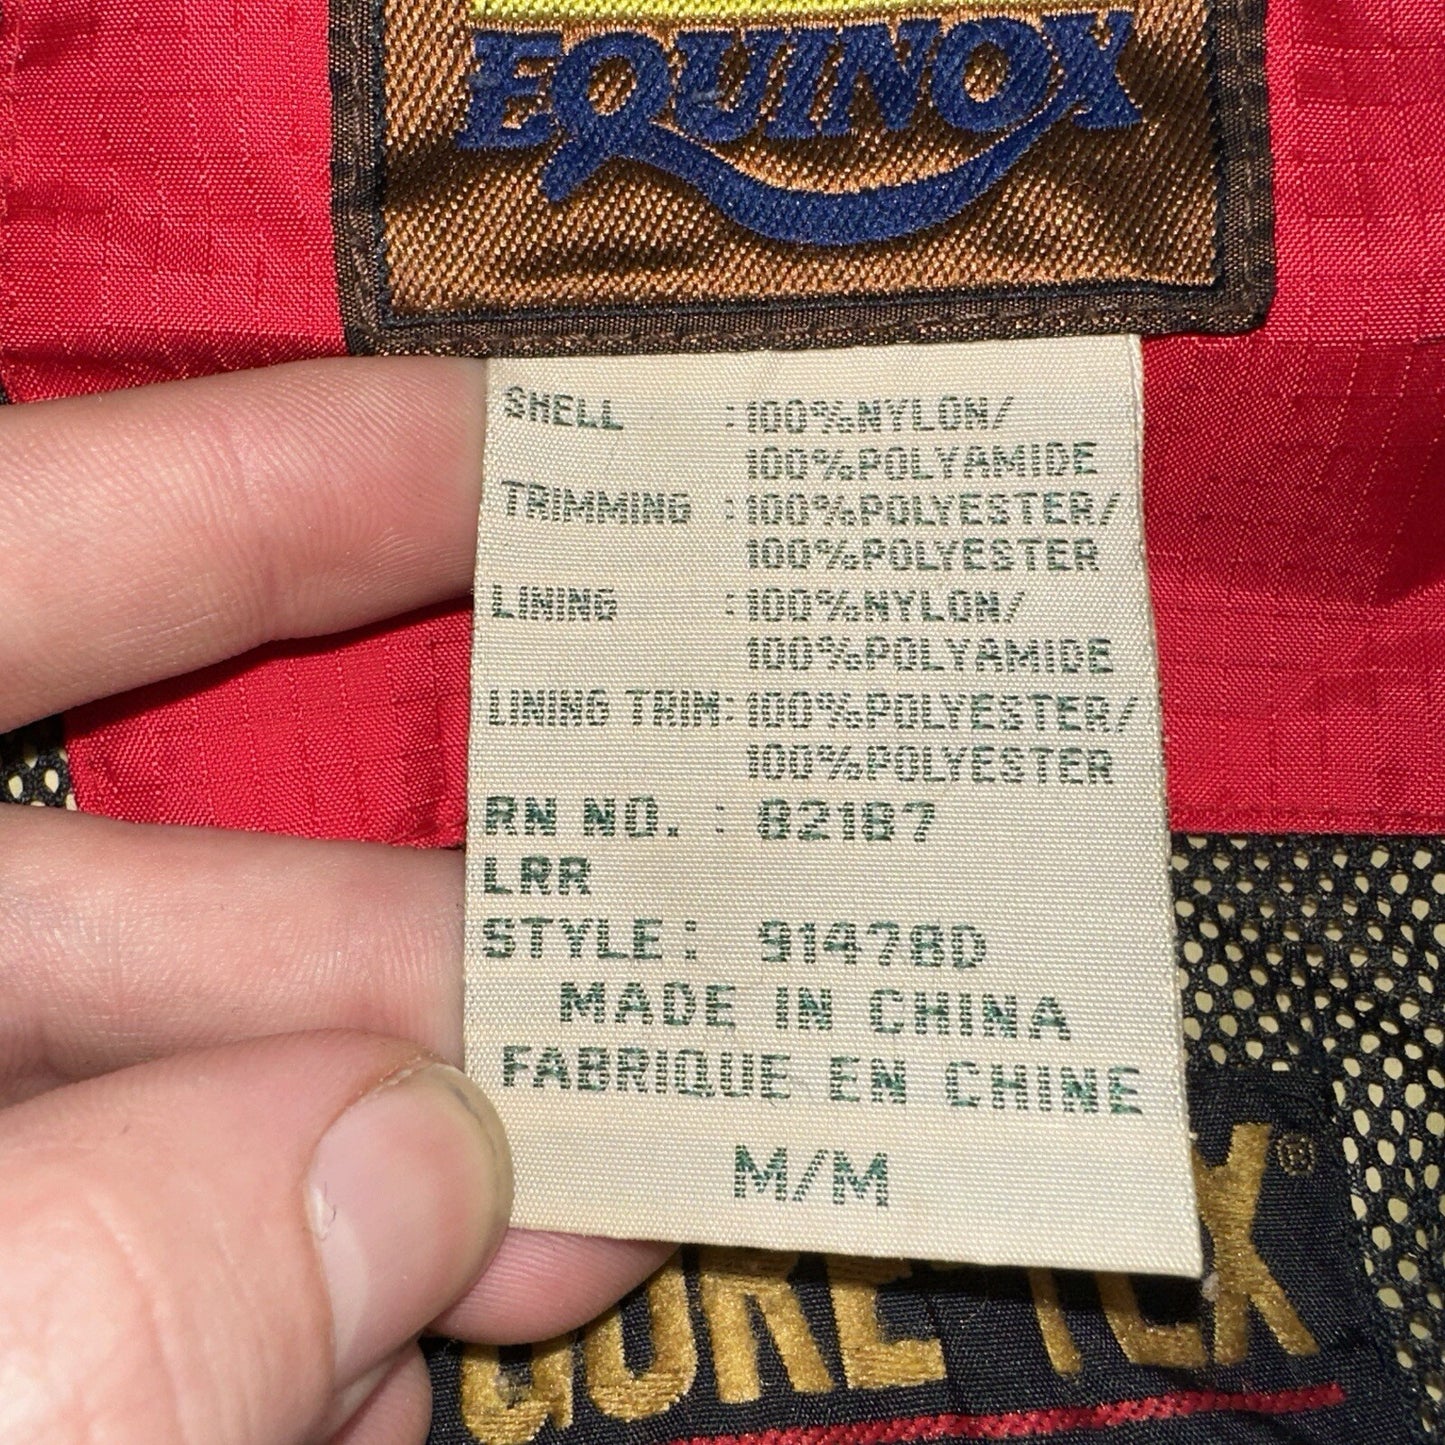 EQUINOX
SHELL :100%NYLON/
100%POLYAMIDE
TRIMMING :100%POLYESTER/
100%POLYESTER
LINING :100%NYLON/
100%POLYAMIDE
LINING TRIM:100%POLYESTER/
100%POLYESTER
RN NO. : 82187
LRR
STYLE: 91478D
MADE IN CHINA
FABRIQUE EN CHINE
M/M
GORE-TEX®